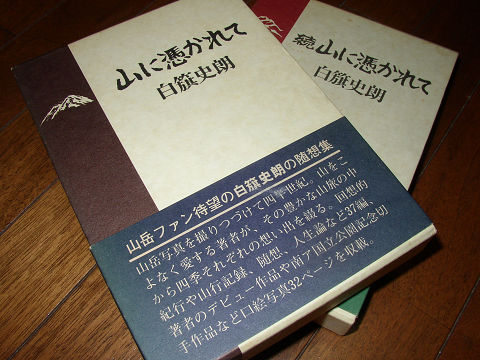 山に憑かれて
白籏史朗
続 山に憑かれて
白籏史朗
山岳ファン待望の白籏史朗の随想集
山岳写真を撮りつづけて四半世紀。山をこ
よなく愛する著者が、その豊かな山旅の中
から四季それぞれの想い出を綴る。回想的
紀行や山行記録、随想、人生論など37編、
著者のデビュー作品や南ア国立公園記念切
手作品など口絵写真32ページを収載。